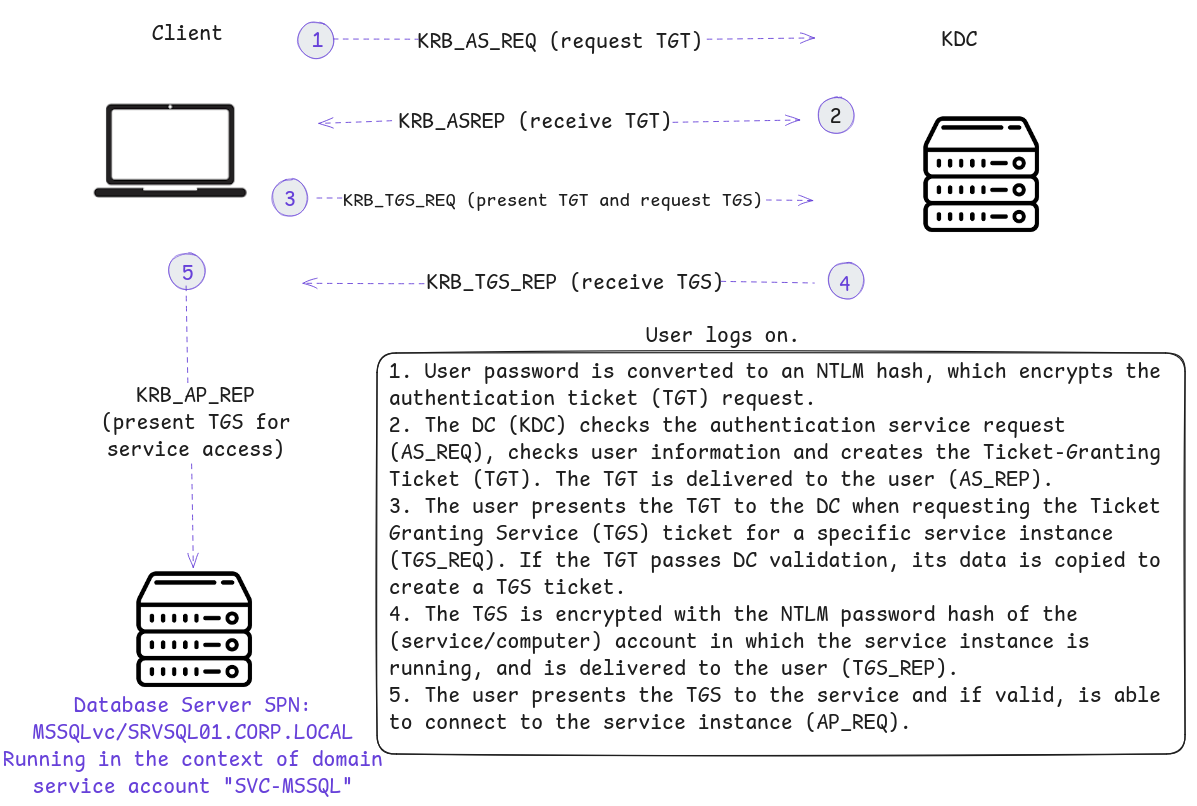 Client
KDC
1
KRB_AS_REQ (request TGT)
KRB_ASREP (receive TGT)
2
3
KRB_TGS_REQ (present TGT and request TGS)
5
KRB_TGS_REP (receive TGS)
4
User logs on.
1. User password is converted to an NTLM hash, which encrypts the
authentication ticket (TGT) request.
2. The DC (KDC) checks the authentication service request
(AS_REQ), checks user information and creates the Ticket-Granting
Ticket (TGT). The TGT is delivered to the user (AS_REP).
3. The user presents the TGT to the DC when requesting the Ticket
Granting Service (TGS) ticket for a specific service instance
(TGS_REQ). If the TGT passes DC validation, its data is copied to
create a TGS ticket.
4. The TGS is encrypted with the NTLM password hash of the
(service/computer) account in which the service instance is
running, and is delivered to the user (TGS_REP).
5. The user presents the TGS to the service and if valid, is able
to connect to the service instance (AP_REQ).
KRB_AP_REP
(present TGS for
service access)
Database Server SPN:
MSSQLvc/SRVSQL01.CORP.LOCAL
Running in the context of domain
service account "SVC-MSSQL"